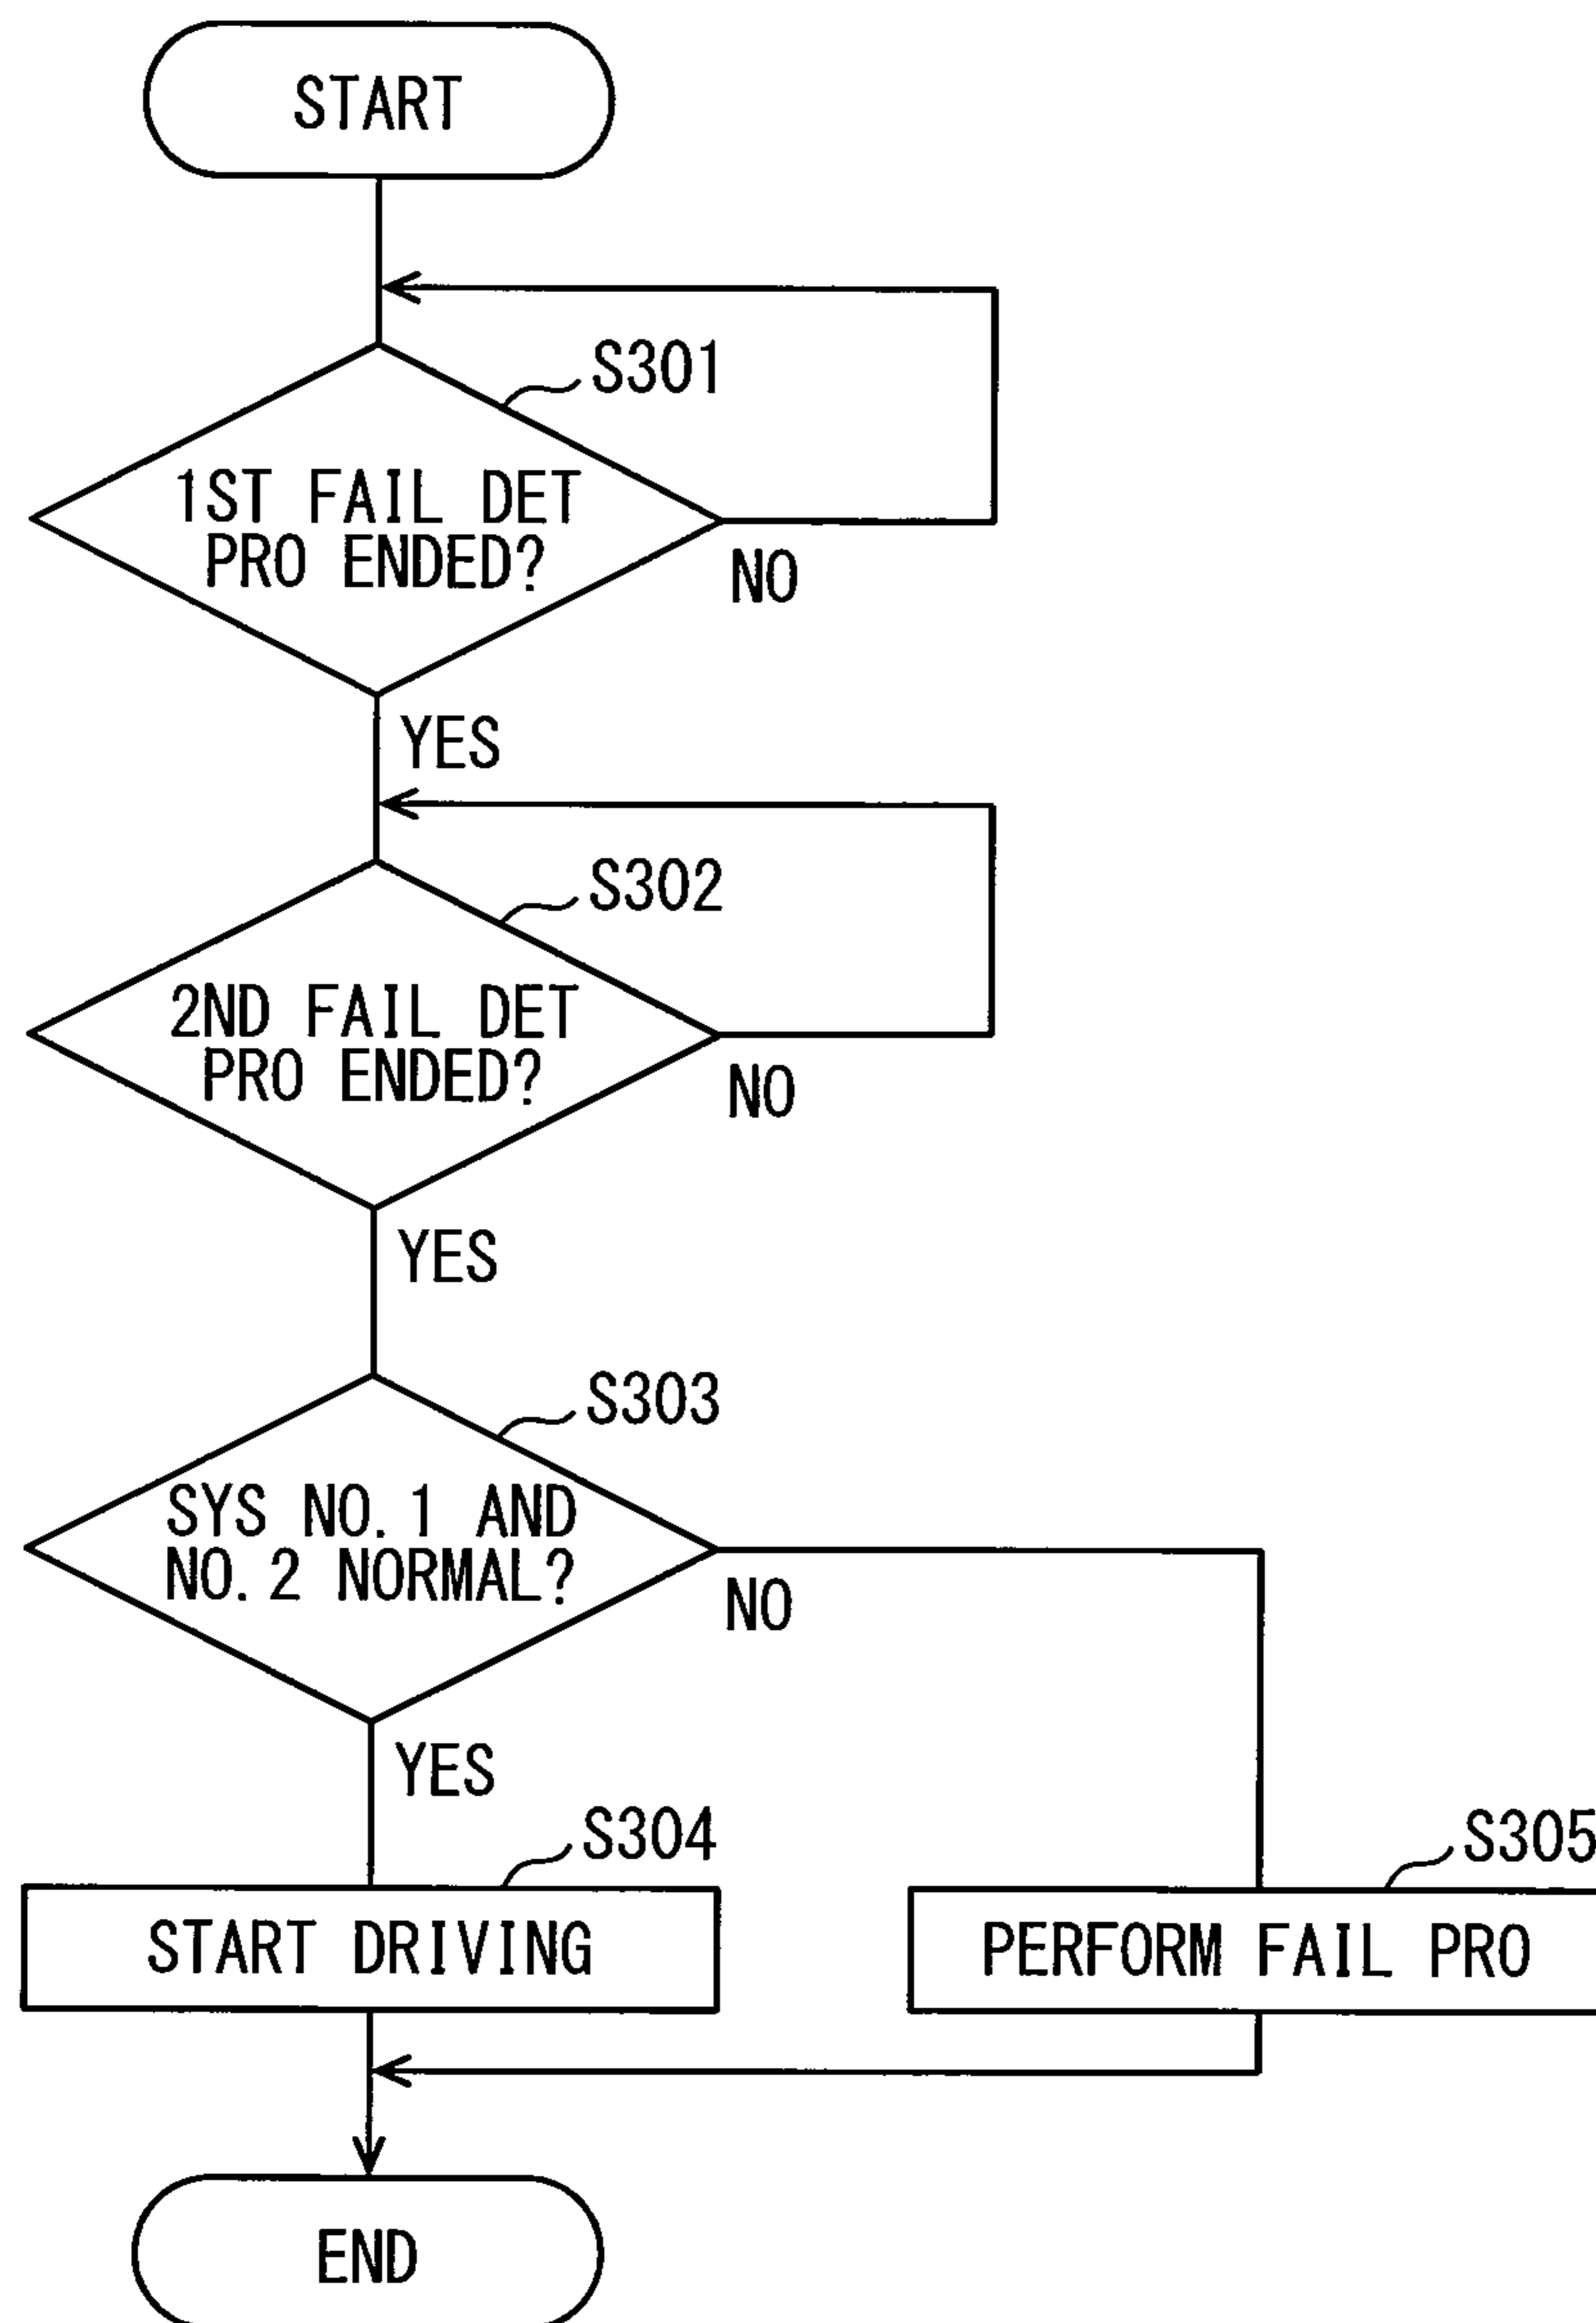 START
S301
1ST FAIL DET
PRO ENDED?
NO
YES
S302
2ND FAIL DET
PRO ENDED?
NO
YES
S303
SYS NO. 1 AND
NO. 2 NORMAL?
NO
YES
S304
S305
START DRIVING
PERFORM FAIL PRO
END